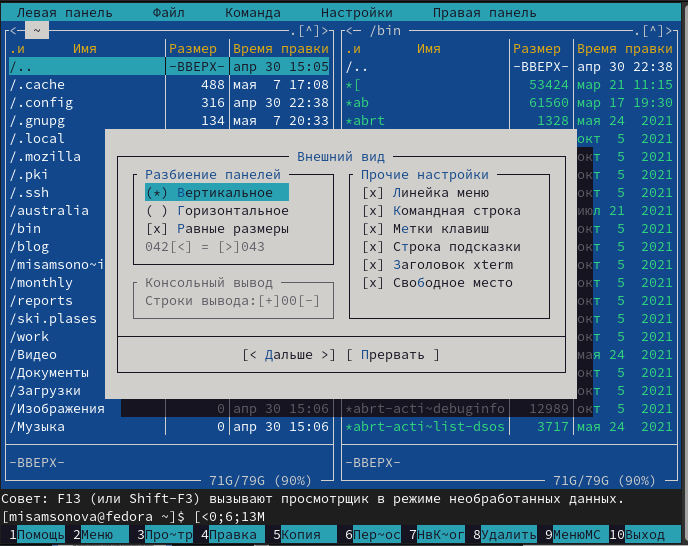 Левая панель Файл Команда Настройки Правая панель
<─ ~ .[^]> <─ /bin .[^]>
.и Имя Размер Время правки .и Имя Размер Время правки
/.. -ВВЕРХ- апр 30 15:05 /.. -ВВЕРХ- апр 30 22:38
/.cache 488 мая 7 17:08 *[ 53424 мар 21 11:15
/.config 316 апр 30 22:38 *ab 61560 мар 17 19:30
/.gnupg 134 мая 7 20:33 *abrt 1328 мая 24 2021
/.local окт 5 2021
Внешний вид
/.mozilla окт 5 2021
/.pki Разбиение панелей Прочие настройки окт 5 2021
/.ssh (*) Вертикальное [x] Линейка меню окт 5 2021
/australia ( ) Горизонтальное [x] Командная строка июл 21 2021
/bin [x] Равные размеры [x] Метки клавиш окт 5 2021
/blog 042[<] = [>]043 [x] Строка подсказки окт 5 2021
/misamsono~i [x] Заголовок xterm окт 5 2021
/monthly Консольный вывод [x] Свободное место окт 5 2021
/reports Строки вывода:[+]00[-] окт 5 2021
/ski.plases окт 5 2021
/work окт 5 2021
/Видео [< Дальше >] [ Прервать ] мая 24 2021
/Документы окт 5 2021
/Загрузки окт 5 2021
/Изображения 0 апр 30 15:06 *abrt-acti~debuginfo 12989 окт 5 2021
/Музыка 0 апр 30 15:06 *abrt-acti~list-dsos 3717 мая 24 2021
-ВВЕРХ- -ВВЕРХ-
71G/79G (90%) 71G/79G (90%)
Совет: F13 (или Shift-F3) вызывают просмотрщик в режиме необработанных данных.
[misamsonova@fedora ~]$ [<0;6;13M
1Помощь 2Меню 3Про~тр 4Правка 5Копия 6Пер~ос 7НвК~ог 8Удалить 9МенюМС 10Выход